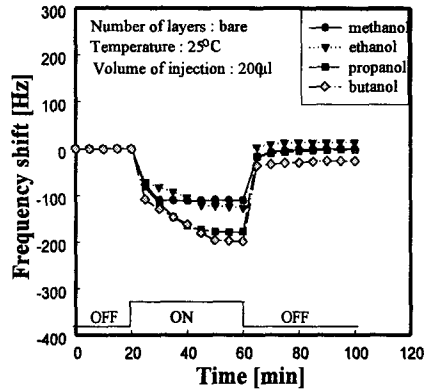 Number of layers : bare
Temperature : 25°C
Volume of injection : 200µl
methanol
ethanol
propanol
butanol
Frequency shift [Hz]
300
200
100
0
-100
-200
-300
-400
OFF
ON
OFF
0 20 40 60 80 100 120
Time [min]